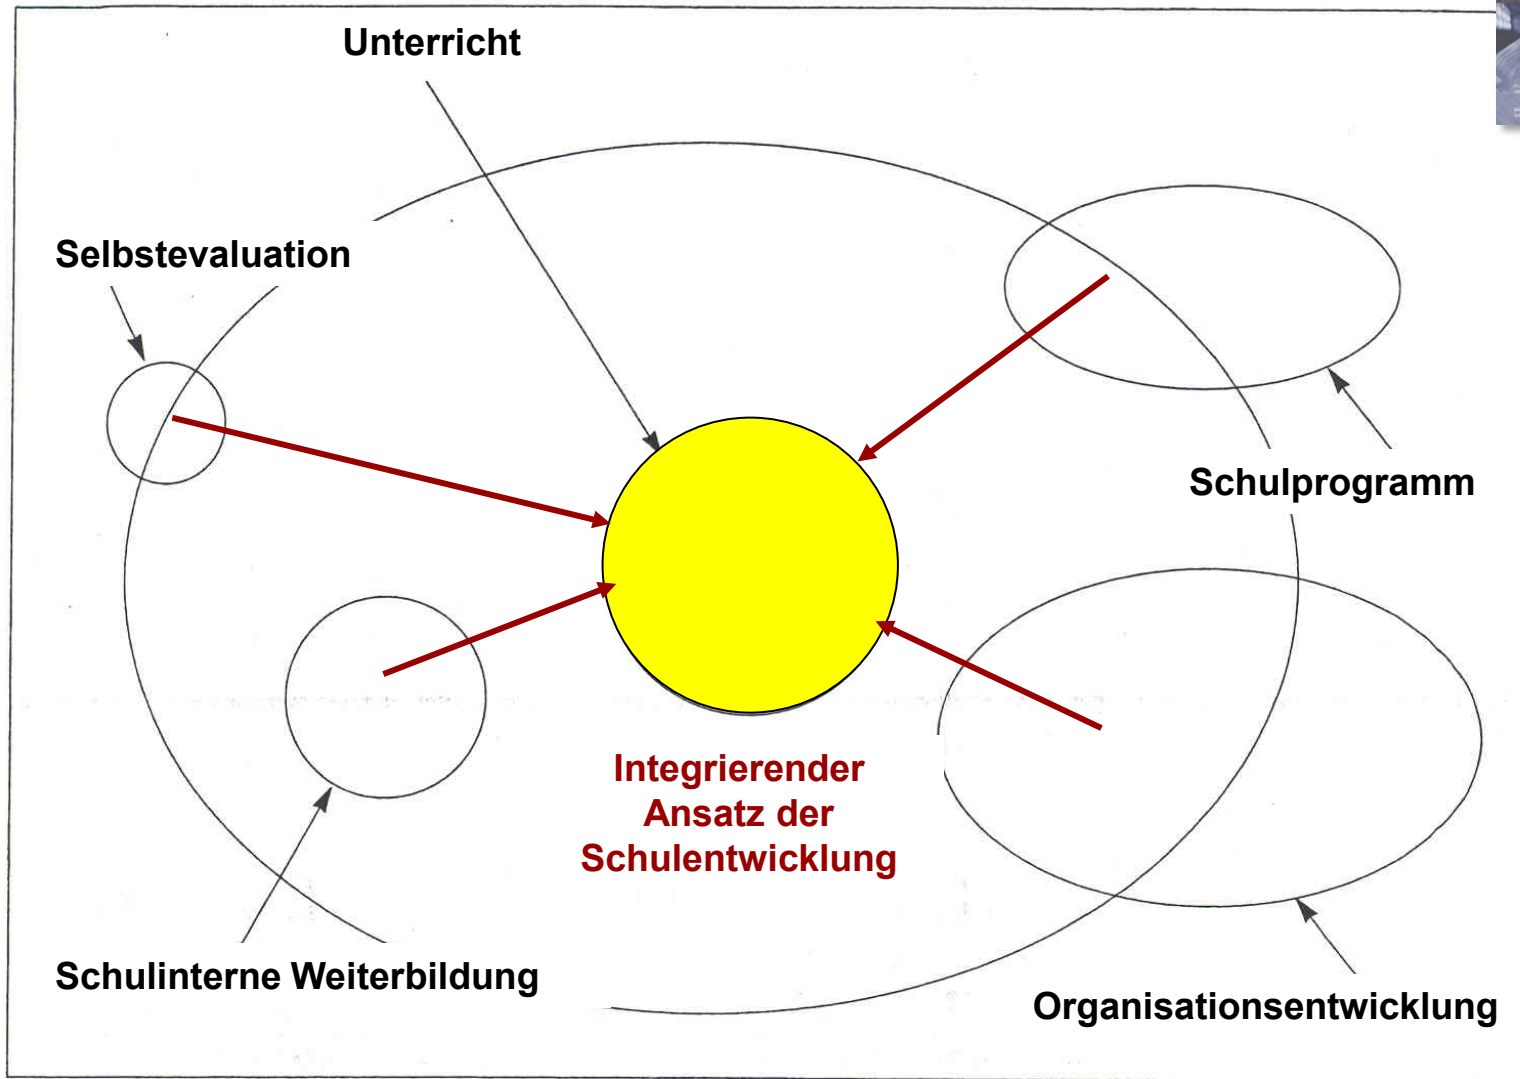 Unterricht
Selbstevaluation
Schulprogramm
Integrierender
Ansatz der
Schulentwicklung
Schulinterne Weiterbildung
Organisationsentwicklung